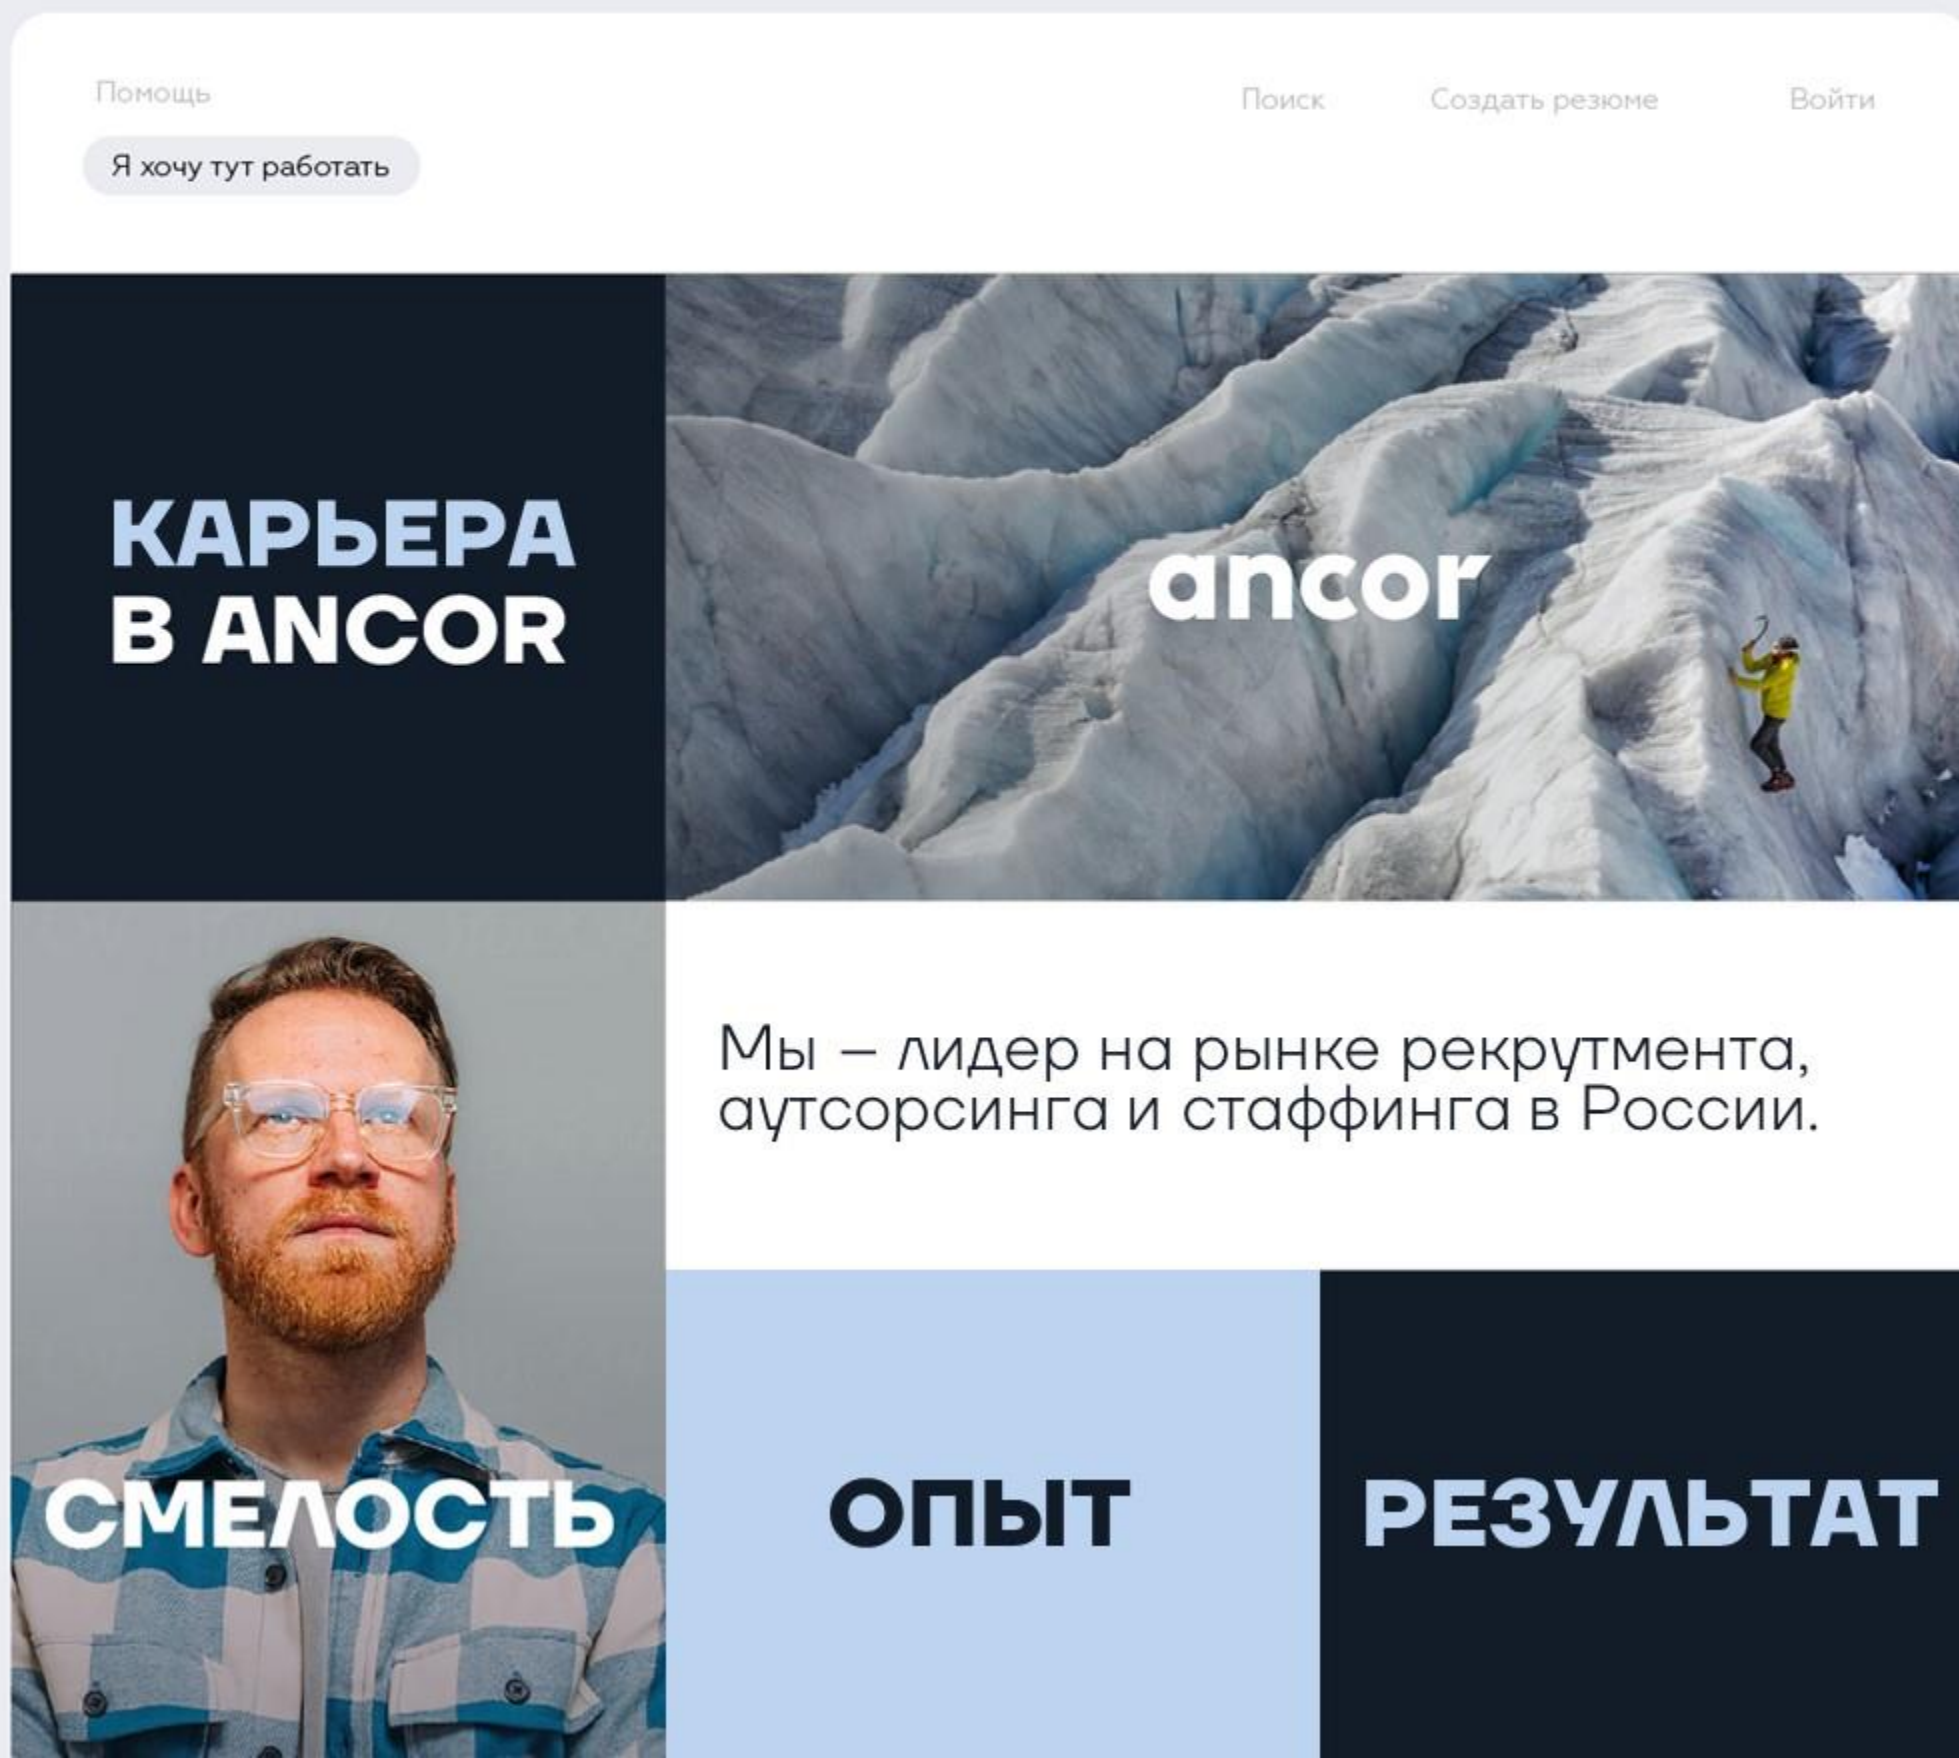 Помощь
Поиск
Создать резюме
Войти
Я хочу тут работать
КАРЬЕРА
В ANCOR
ancor
Мы – лидер на рынке рекрутмента,
аутсорсинга и стаффинга в России.
СМЕЛОСТЬ
ОПЫТ
РЕЗУЛЬТАТ